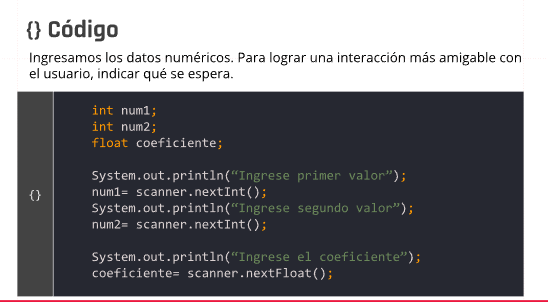 {} Código
Ingresamos los datos numéricos. Para lograr una interacción más amigable con
el usuario, indicar qué se espera.
int num1;
int num2;
float coeficiente;
System.out.println(“Ingrese primer valor”);
num1= scanner.nextInt();
System.out.println(“Ingrese segundo valor”);
{}
num2= scanner.nextInt();
System.out.println(“Ingrese el coeficiente”);
coeficiente= scanner.nextFloat();